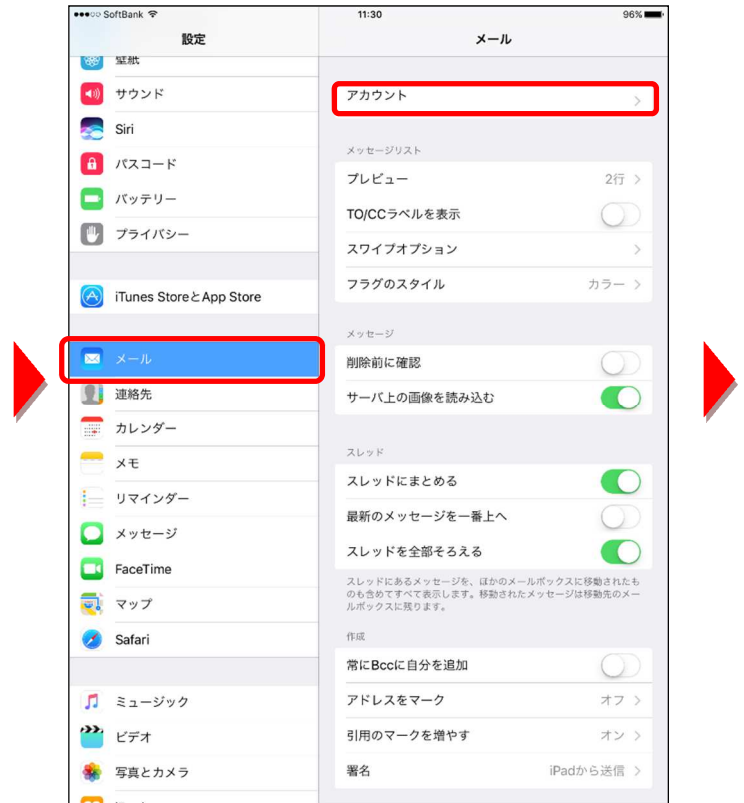 SoftBank 11:30 96%
設定
メール
壁紙
サウンド
Siri
パスコード
バッテリー
プライバシー
iTunes StoreとApp Store
メール
連絡先
カレンダー
メモ
リマインダー
メッセージ
FaceTime
マップ
Safari
ミュージック
ビデオ
写真とカメラ
アカウント
メッセージリスト
プレビュー 2行
TO/CCラベルを表示
スワイプオプション
フラグのスタイル カラー
メッセージ
削除前に確認
サーバ上の画像を読み込む
スレッド
スレッドにまとめる
最新のメッセージを一番上へ
スレッドを全部そろえる
スレッドにあるメッセージを、ほかのメールボックスに移動されたも
のも含めてすべて表示します。移動されたメッセージは移動先のメー
ルボックスに残ります。
作成
常にBccに自分を追加
アドレスをマーク オフ
引用のマークを増やす オン
署名 iPadから送信